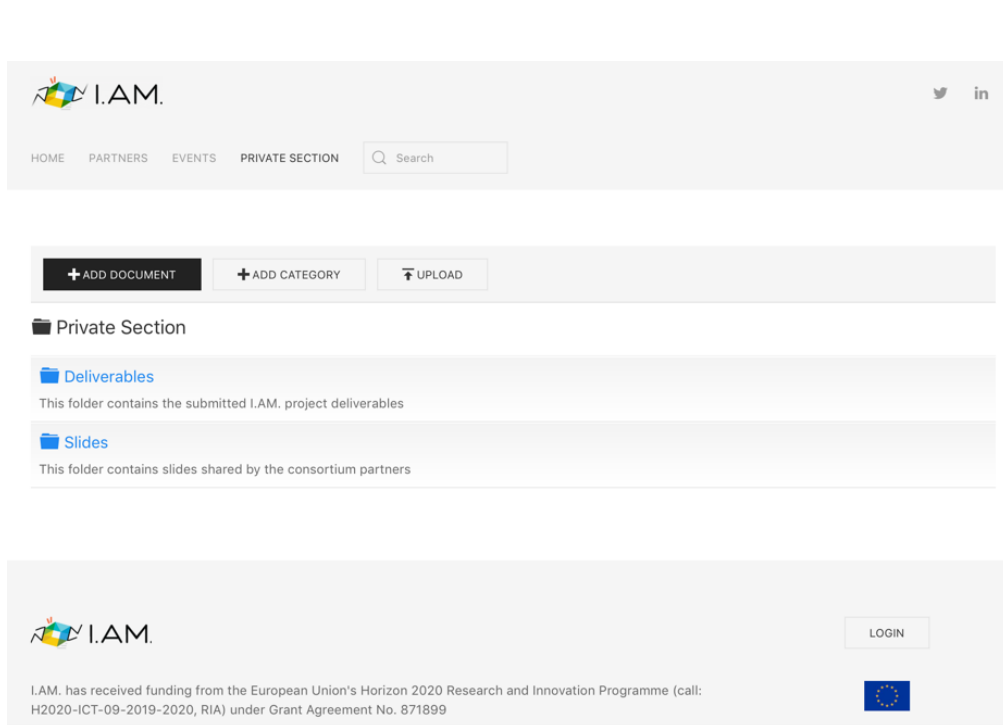 I.AM.
HOME PARTNERS EVENTS PRIVATE SECTION Search
ADD DOCUMENT ADD CATEGORY UPLOAD
Private Section
Deliverables
This folder contains the submitted I.AM. project deliverables
Slides
This folder contains slides shared by the consortium partners
I.AM.
LOGIN
I.AM. has received funding from the European Union's Horizon 2020 Research and Innovation Programme (call:
H2020-ICT-09-2019-2020, RIA) under Grant Agreement No. 871899